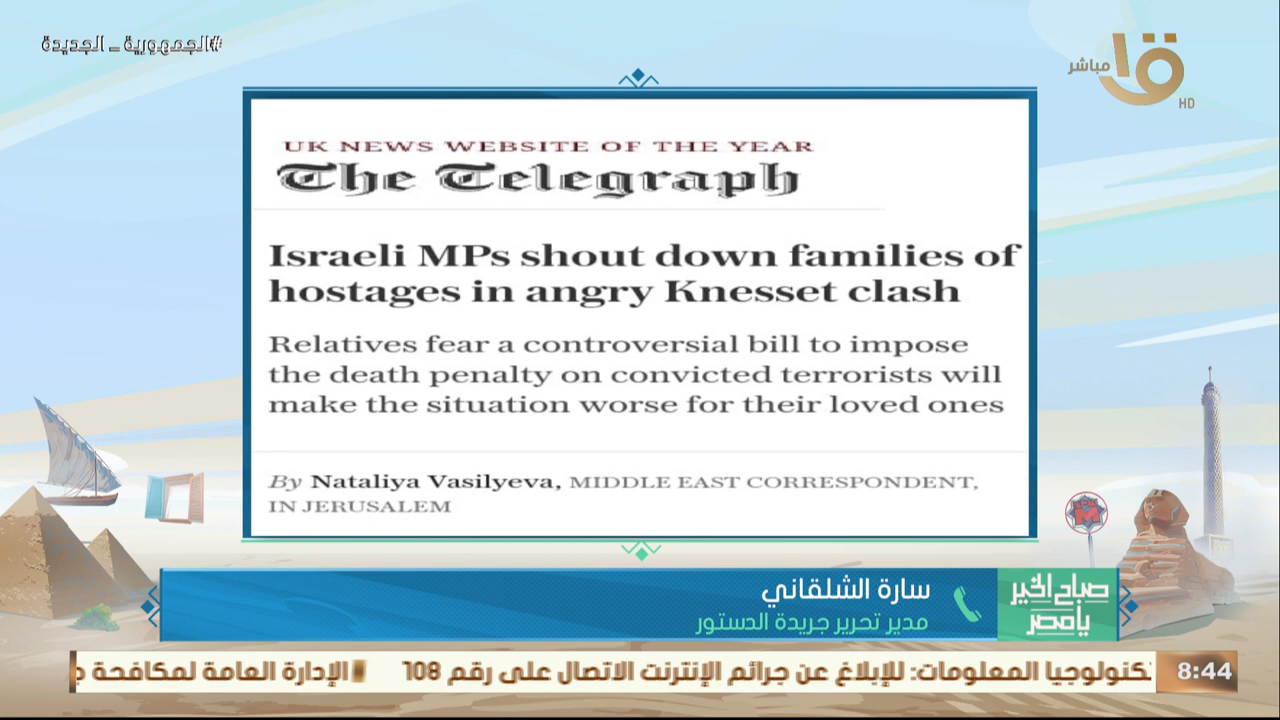 #الجمهورية_الجديدة
مباشر
HD
UK NEWS WEBSITE OF THE YEAR
The Telegraph
Israeli MPs shout down families of
hostages in angry Knesset clash
Relatives fear a controversial bill to impose
the death penalty on convicted terrorists will
make the situation worse for their loved ones
By Nataliya Vasilyeva, MIDDLE EAST CORRESPONDENT,
IN JERUSALEM
M
صباح الخير
يا مصر
سارة الشلقاني
مدير تحرير جريدة الدستور
8:44
كنولوجيا المعلومات: للإبلاغ عن جرائم الإنترنت الاتصال على رقم 108 الإدارة العامة لمكافحة